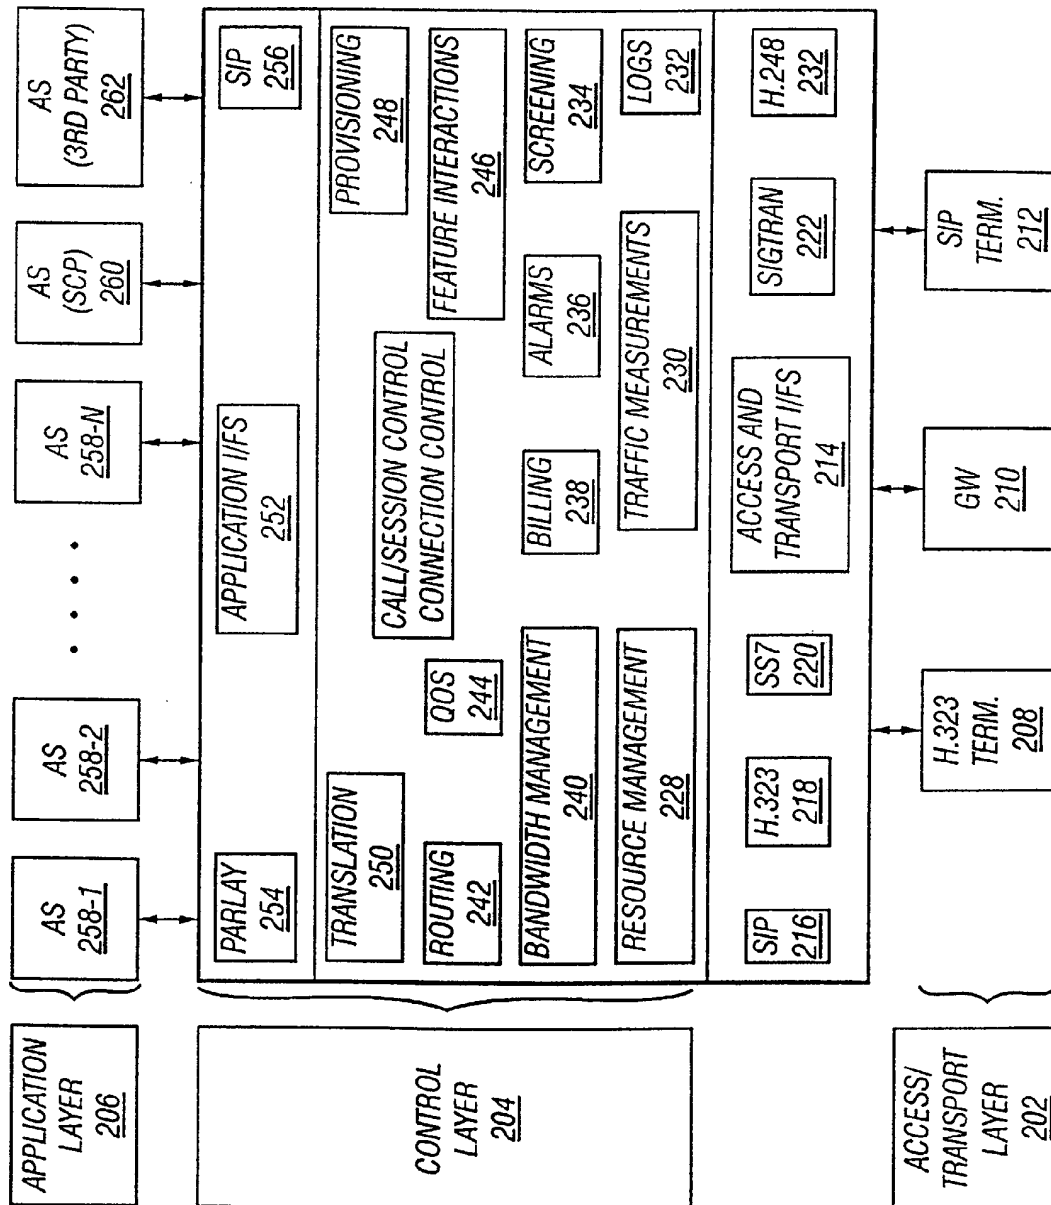 APPLICATION
LAYER
206
AS
258-1
AS
258-2
AS
258-N
AS
(SCP)
260
AS
(3RD PARTY)
262
CONTROL
LAYER
204
PARLAY
254
APPLICATION I/FS
252
SIP
256
TRANSLATION
250
CALL/SESSION CONTROL
CONNECTION CONTROL
PROVISIONING
248
ROUTING
242
QOS
244
FEATURE INTERACTIONS
246
BANDWIDTH MANAGEMENT
240
BILLING
238
ALARMS
236
SCREENING
234
RESOURCE MANAGEMENT
228
TRAFFIC MEASUREMENTS
230
LOGS
232
SIP
216
H.323
218
SS7
220
ACCESS AND
TRANSPORT I/FS
214
SIGTRAN
222
H.248
232
ACCESS/
TRANSPORT
LAYER
202
H.323
TERM.
208
GW
210
SIP
TERM.
212